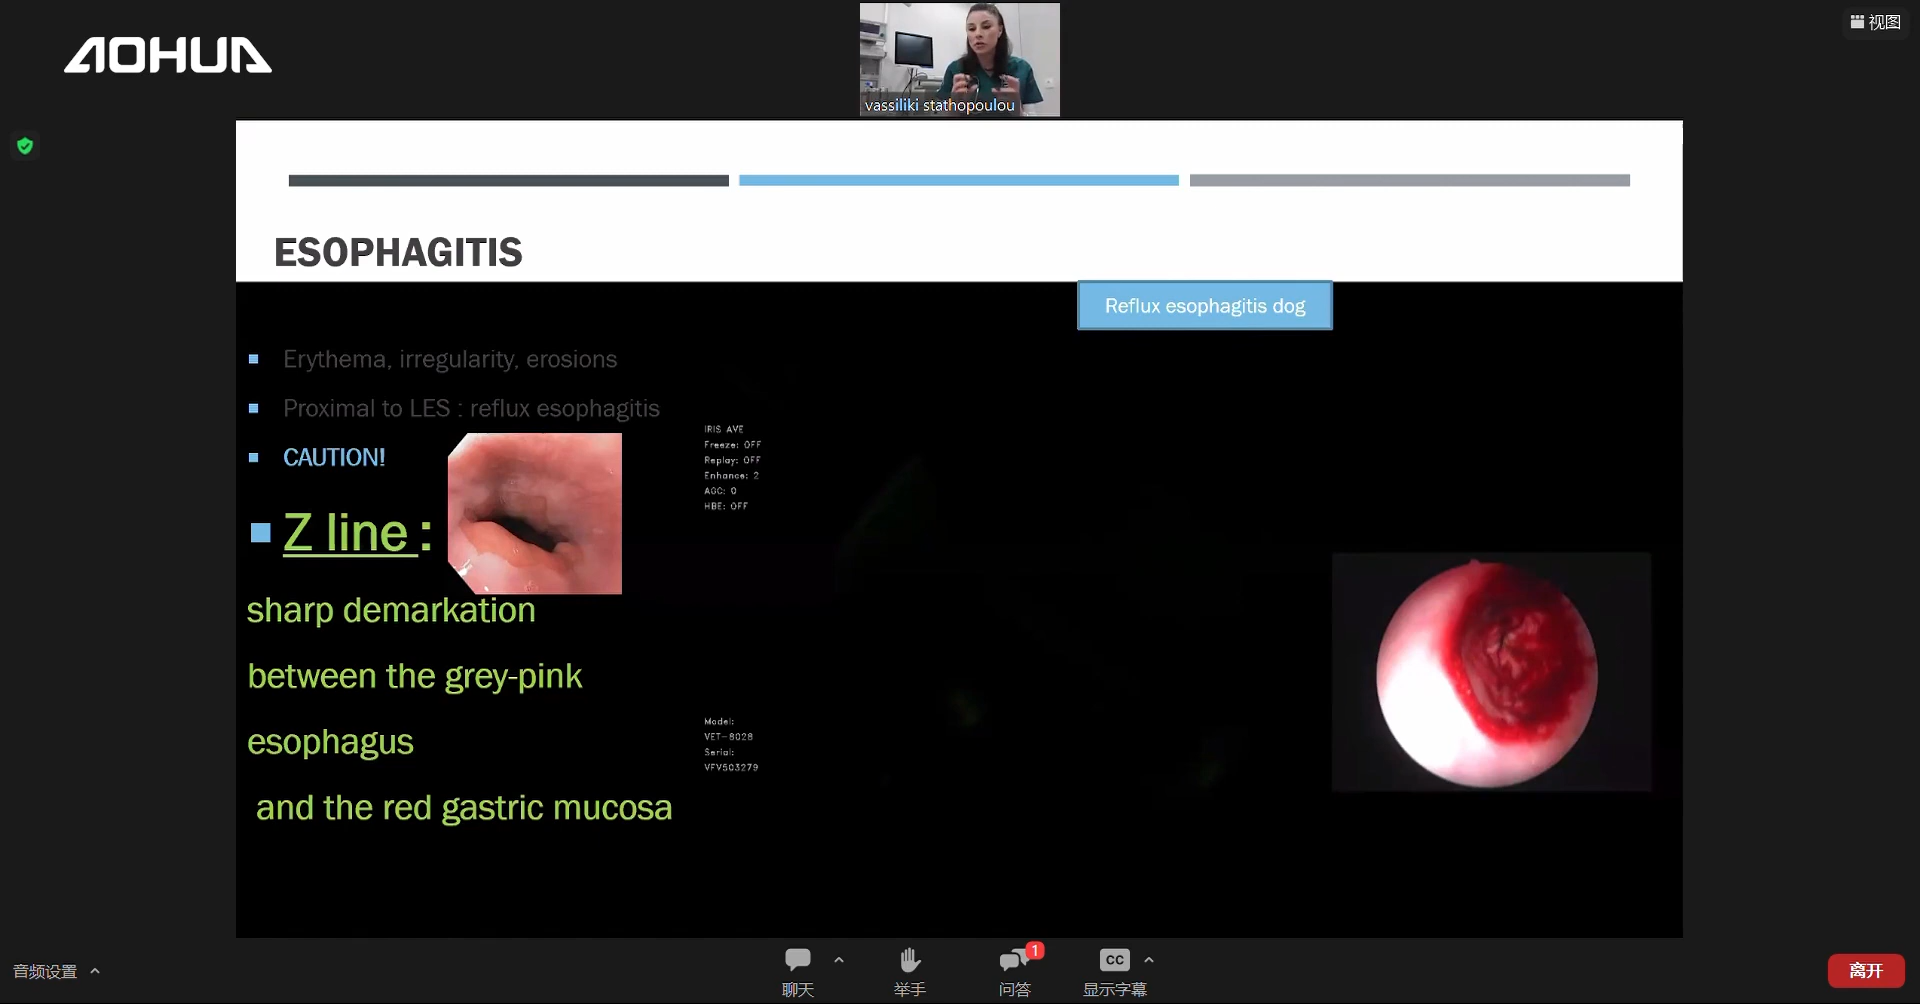 AOHUA
视图
vassiliki stathopoulou
ESOPHAGITIS
Reflux esophagitis dog
Erythema, irregularity, erosions
Proximal to LES : reflux esophagitis
CAUTION!
Z line :
sharp demarkation
between the grey-pink
esophagus
and the red gastric mucosa
IRIS AVE
Freeze: OFF
Replay: OFF
Enhance: 2
AGC: 0
HBE: OFF
Model:
VET-8028
Serial:
VFV503279
音频设置
聊天
举手
1
问答
CC
显示字幕
离开